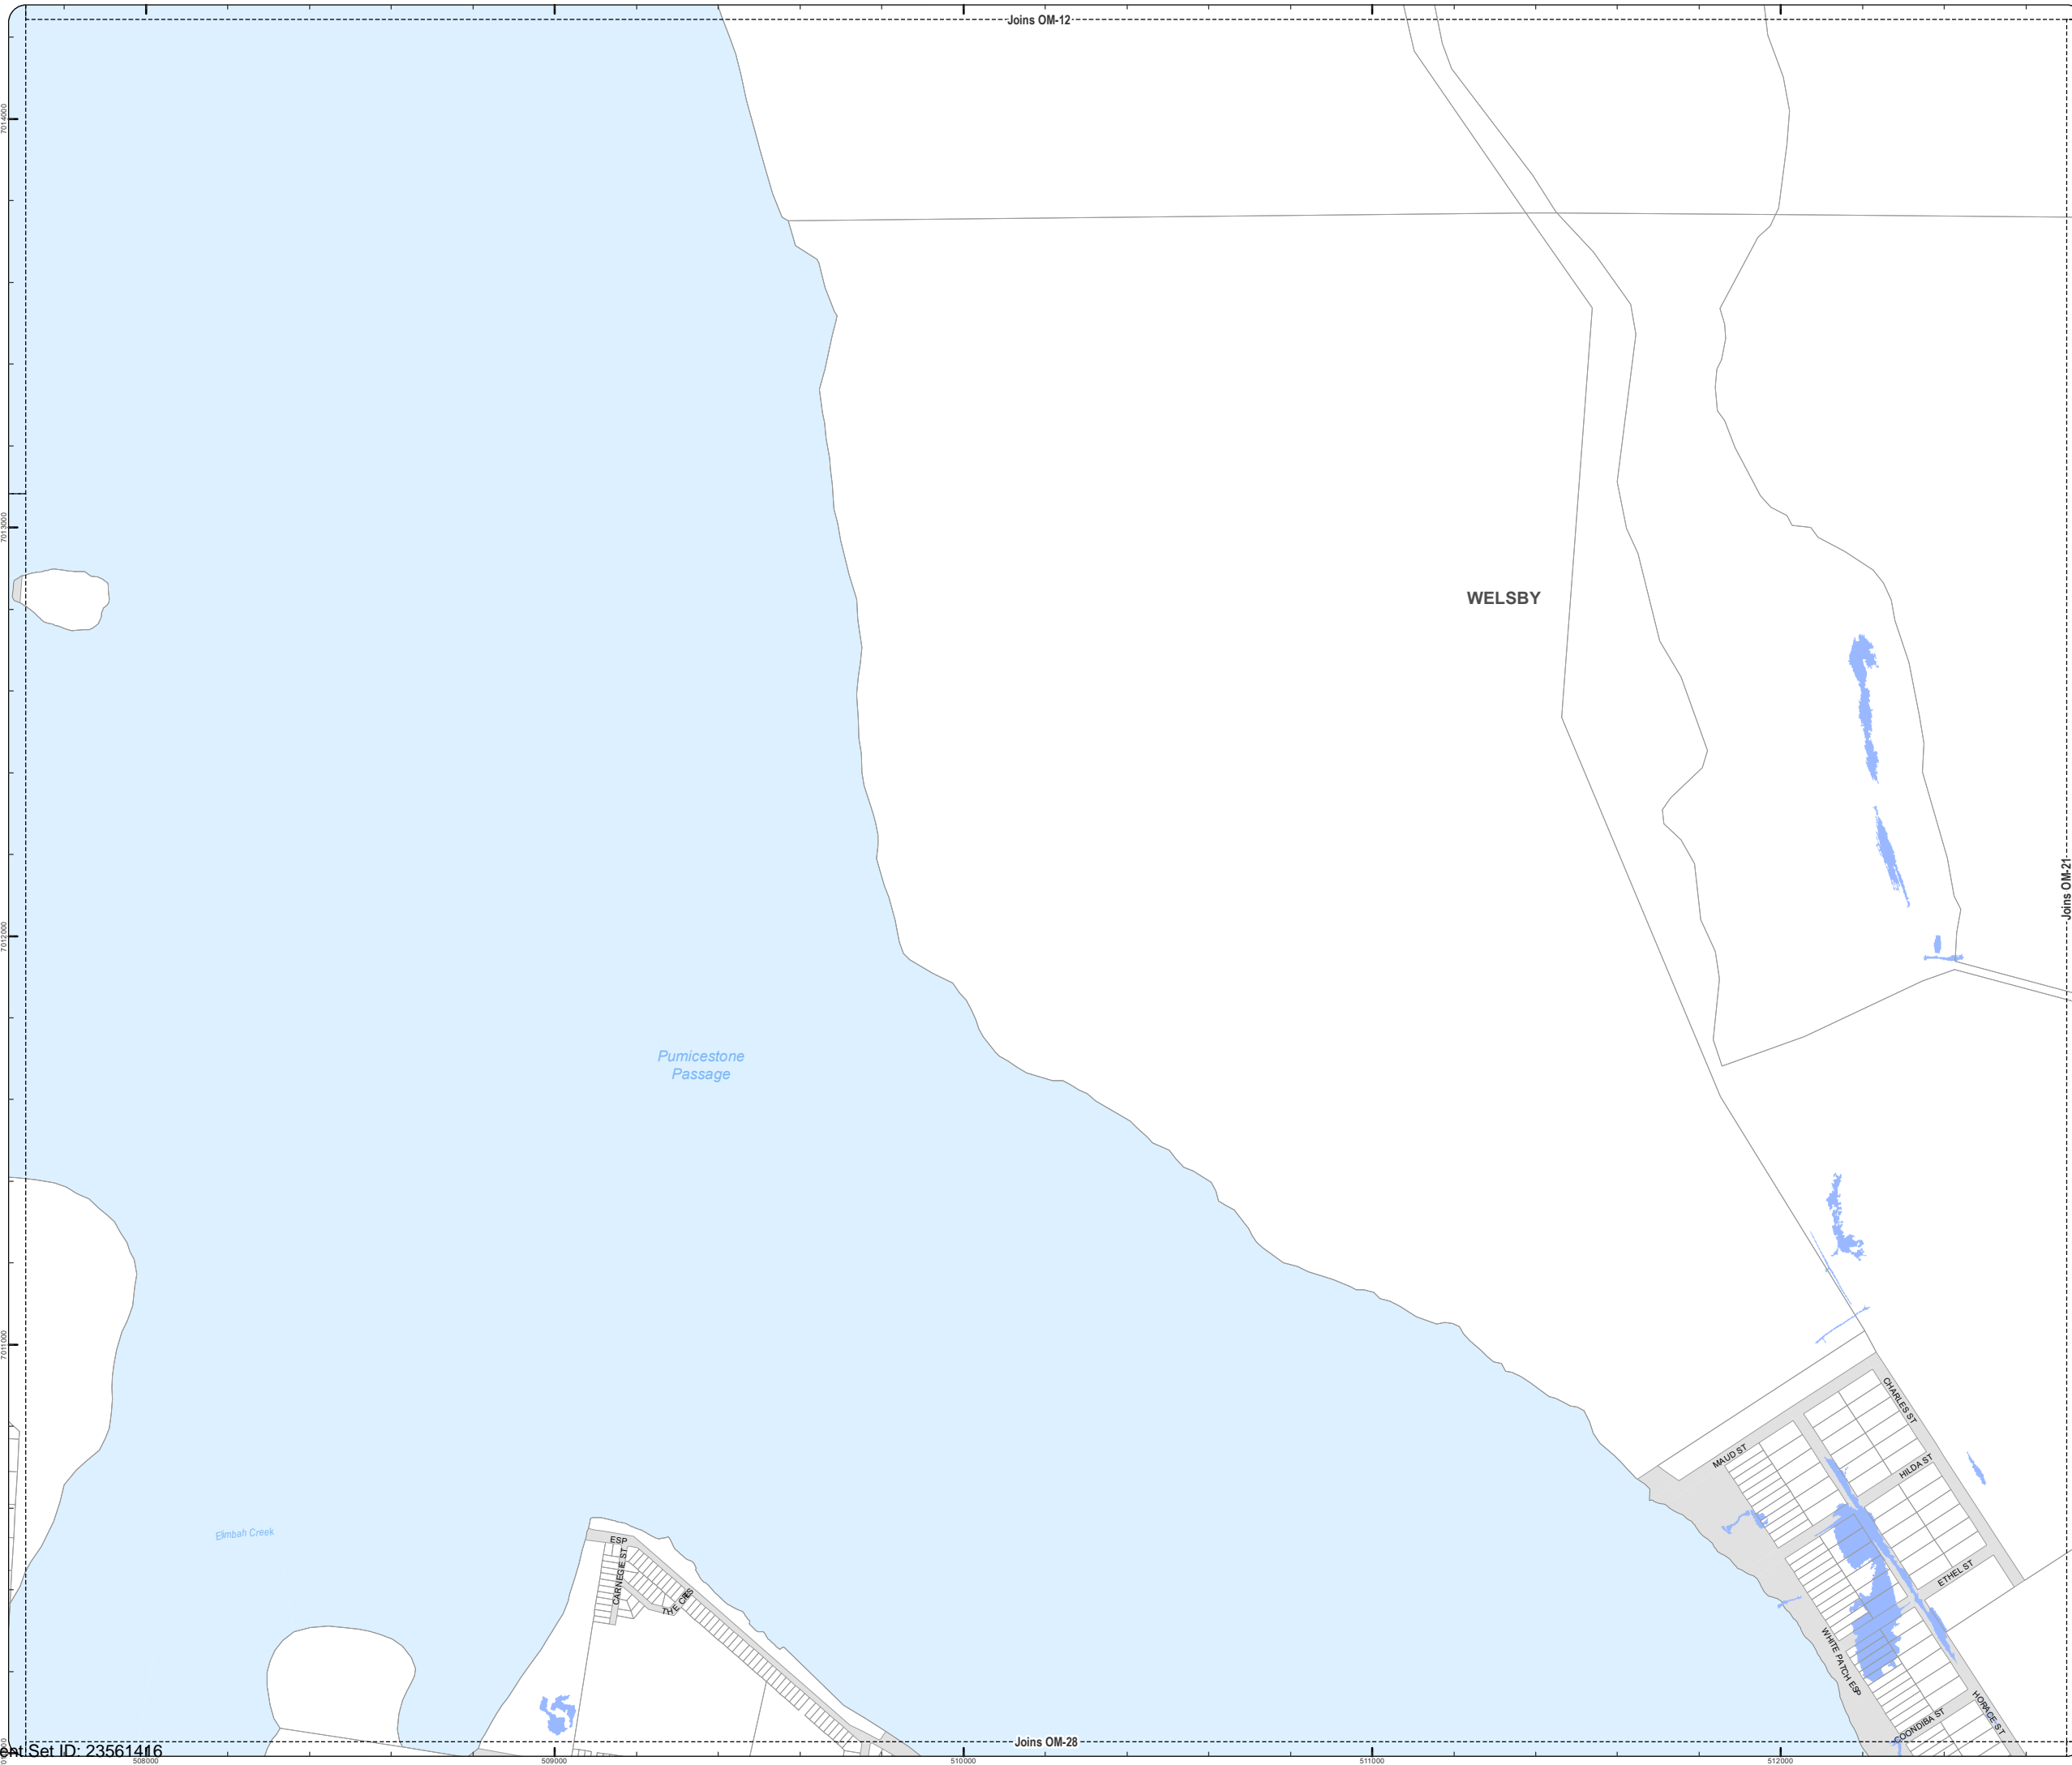 Joins OM-12
7014000
7013000
WELSBY
Joins OM-21
7012000
Pumicestone
Passage
7011000
CHARLES ST
MAUD ST
HILDA ST
Elimbah Creek
ESP
CARNEGIE ST
THE CRES
ETHEL ST
WHITE PATCH ESP
HORACE ST
COONDIBA ST
Joins OM-28
Set ID: 23561416
508000
509000
510000
511000
512000